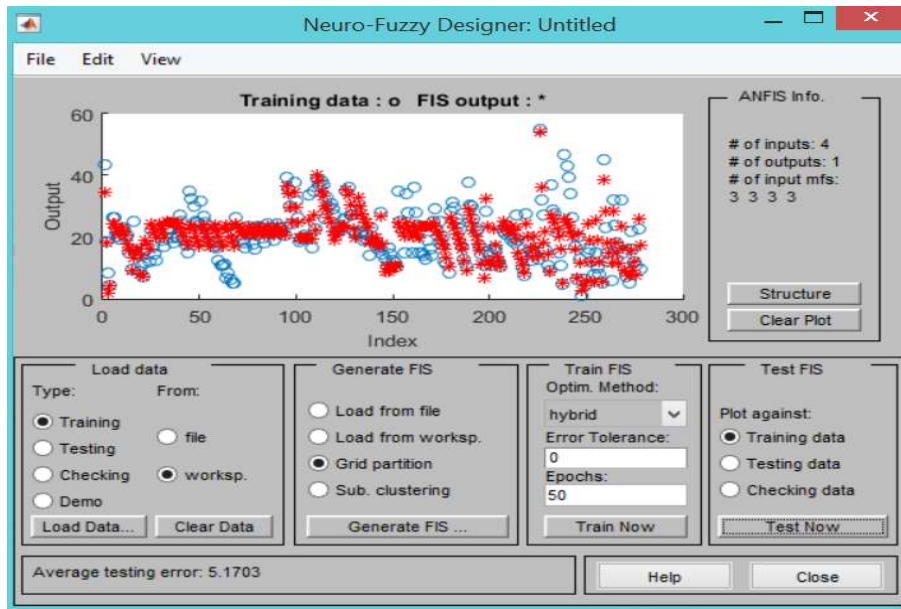 Neuro-Fuzzy Designer: Untitled
File Edit View
Training data : o FIS output : *
Output
60
40
20
0
0 50 100 150 200 250 300
Index
ANFIS Info.
# of inputs: 4
# of outputs: 1
# of input mfs:
3 3 3 3
Structure
Clear Plot
Load data
Type: From:
Training
Testing
Checking
Demo
file
worksp.
Load Data...
Clear Data
Generate FIS
Load from file
Load from worksp.
Grid partition
Sub. clustering
Generate FIS ...
Train FIS
Optim. Method:
hybrid
Error Tolerance:
0
Epochs:
50
Train Now
Test FIS
Plot against:
Training data
Testing data
Checking data
Test Now
Average testing error: 5.1703
Help
Close